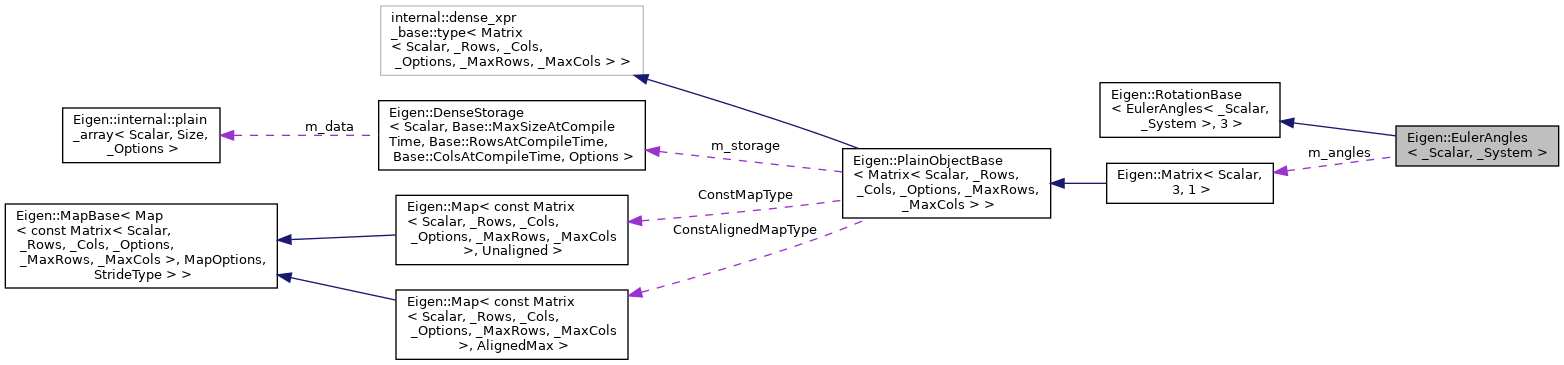 internal::dense_xpr
_base::type< Matrix
< Scalar, _Rows, _Cols,
_Options, _MaxRows, _MaxCols > >
Eigen::internal::plain
_array< Scalar, Size,
_Options >
m_data
Eigen::DenseStorage
< Scalar, Base::MaxSizeAtCompile
Time, Base::RowsAtCompileTime,
Base::ColsAtCompileTime, Options >
m_storage
Eigen::MapBase< Map
< const Matrix< Scalar,
_Rows, _Cols, _Options,
_MaxRows, _MaxCols >, MapOptions,
StrideType > >
Eigen::Map< const Matrix
< Scalar, _Rows, _Cols,
_Options, _MaxRows, _MaxCols
>, Unaligned >
ConstMapType
ConstAlignedMapType
Eigen::Map< const Matrix
< Scalar, _Rows, _Cols,
_Options, _MaxRows, _MaxCols
>, AlignedMax >
Eigen::PlainObjectBase
< Matrix< Scalar, _Rows,
_Cols, _Options, _MaxRows,
_MaxCols > >
Eigen::RotationBase
< EulerAngles< _Scalar,
_System >, 3 >
Eigen::Matrix< Scalar,
3, 1 >
m_angles
Eigen::EulerAngles
< _Scalar, _System >